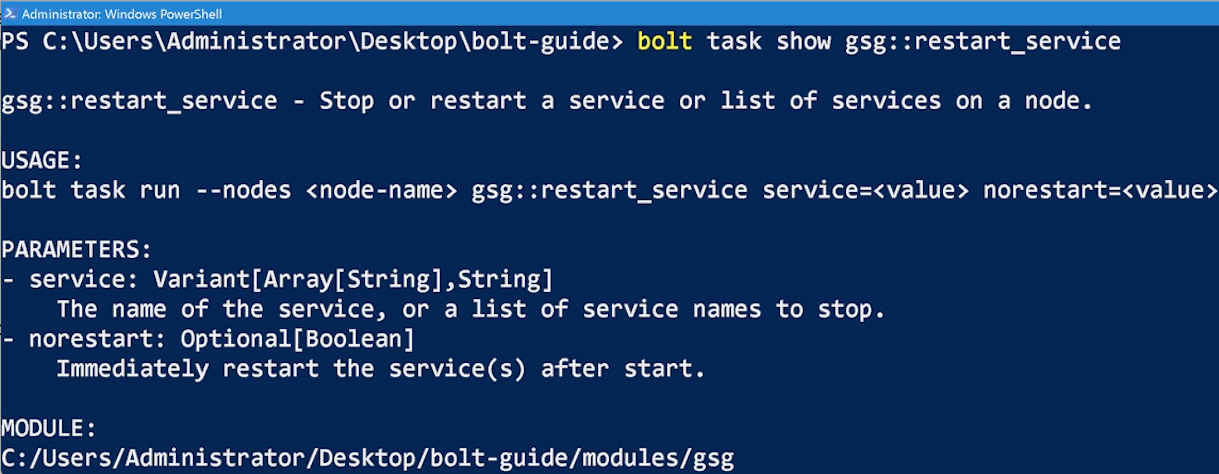 Administrator: Windows PowerShell
PS C:\Users\Administrator\Desktop\bolt-guide> bolt task show gsg::restart_service
gsg::restart_service - Stop or restart a service or list of services on a node.
USAGE:
bolt task run --nodes <node-name> gsg::restart_service service=<value> norestart=<value>
PARAMETERS:
- service: Variant[Array[String],String]
    The name of the service, or a list of service names to stop.
- norestart: Optional[Boolean]
    Immediately restart the service(s) after start.
MODULE:
C:/Users/Administrator/Desktop/bolt-guide/modules/gsg